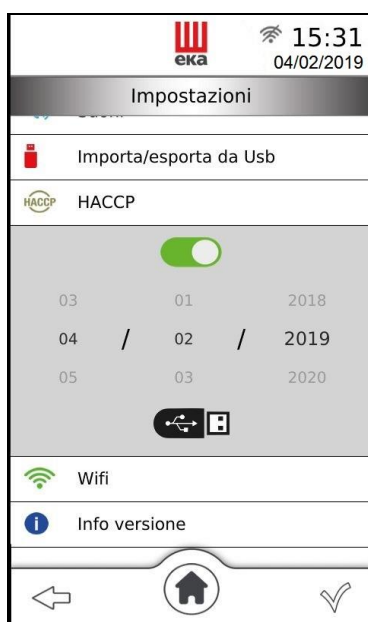 eka
15:31
04/02/2019
Impostazioni
Importa/esporta da Usb
HACCP HACCP
03 01 2018
04 / 02 / 2019
05 03 2020
Wifi
i Info versione